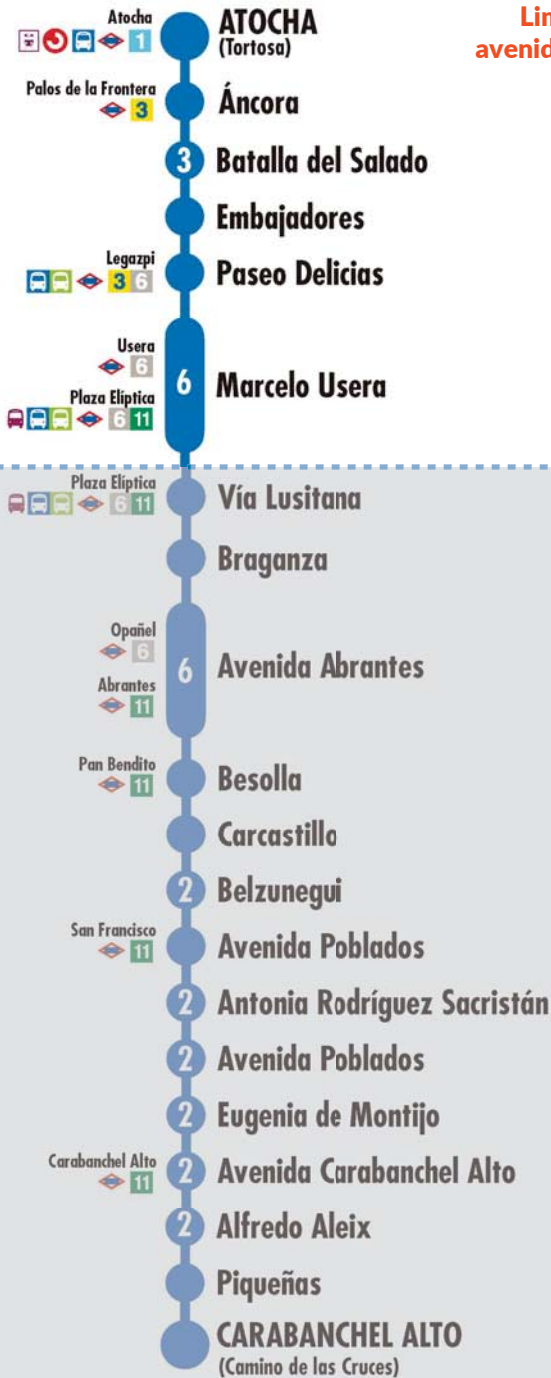 Atocha
1
ATOCHA
(Tortosa)
Palos de la Frontera
3
Áncora
3
Batalla del Salado
Embajadores
Legazpi
3 6
Paseo Delicias
Usera
6
Plaza Elíptica
6 11
6
Marcelo Usera
Plaza Elíptica
6 11
Vía Lusitana
Braganza
Opañel
6
Abrantes
11
6
Avenida Abrantes
Pan Bendito
11
Besolla
Carcastillo
2
Belzunegui
San Francisco
11
Avenida Poblados
2
Antonia Rodríguez Sacristán
2
Avenida Poblados
2
Eugenia de Montijo
Carabanchel Alto
11
2
Avenida Carabanchel Alto
2
Alfredo Aleix
Piqueñas
CARABANCHEL ALTO
(Camino de las Cruces)